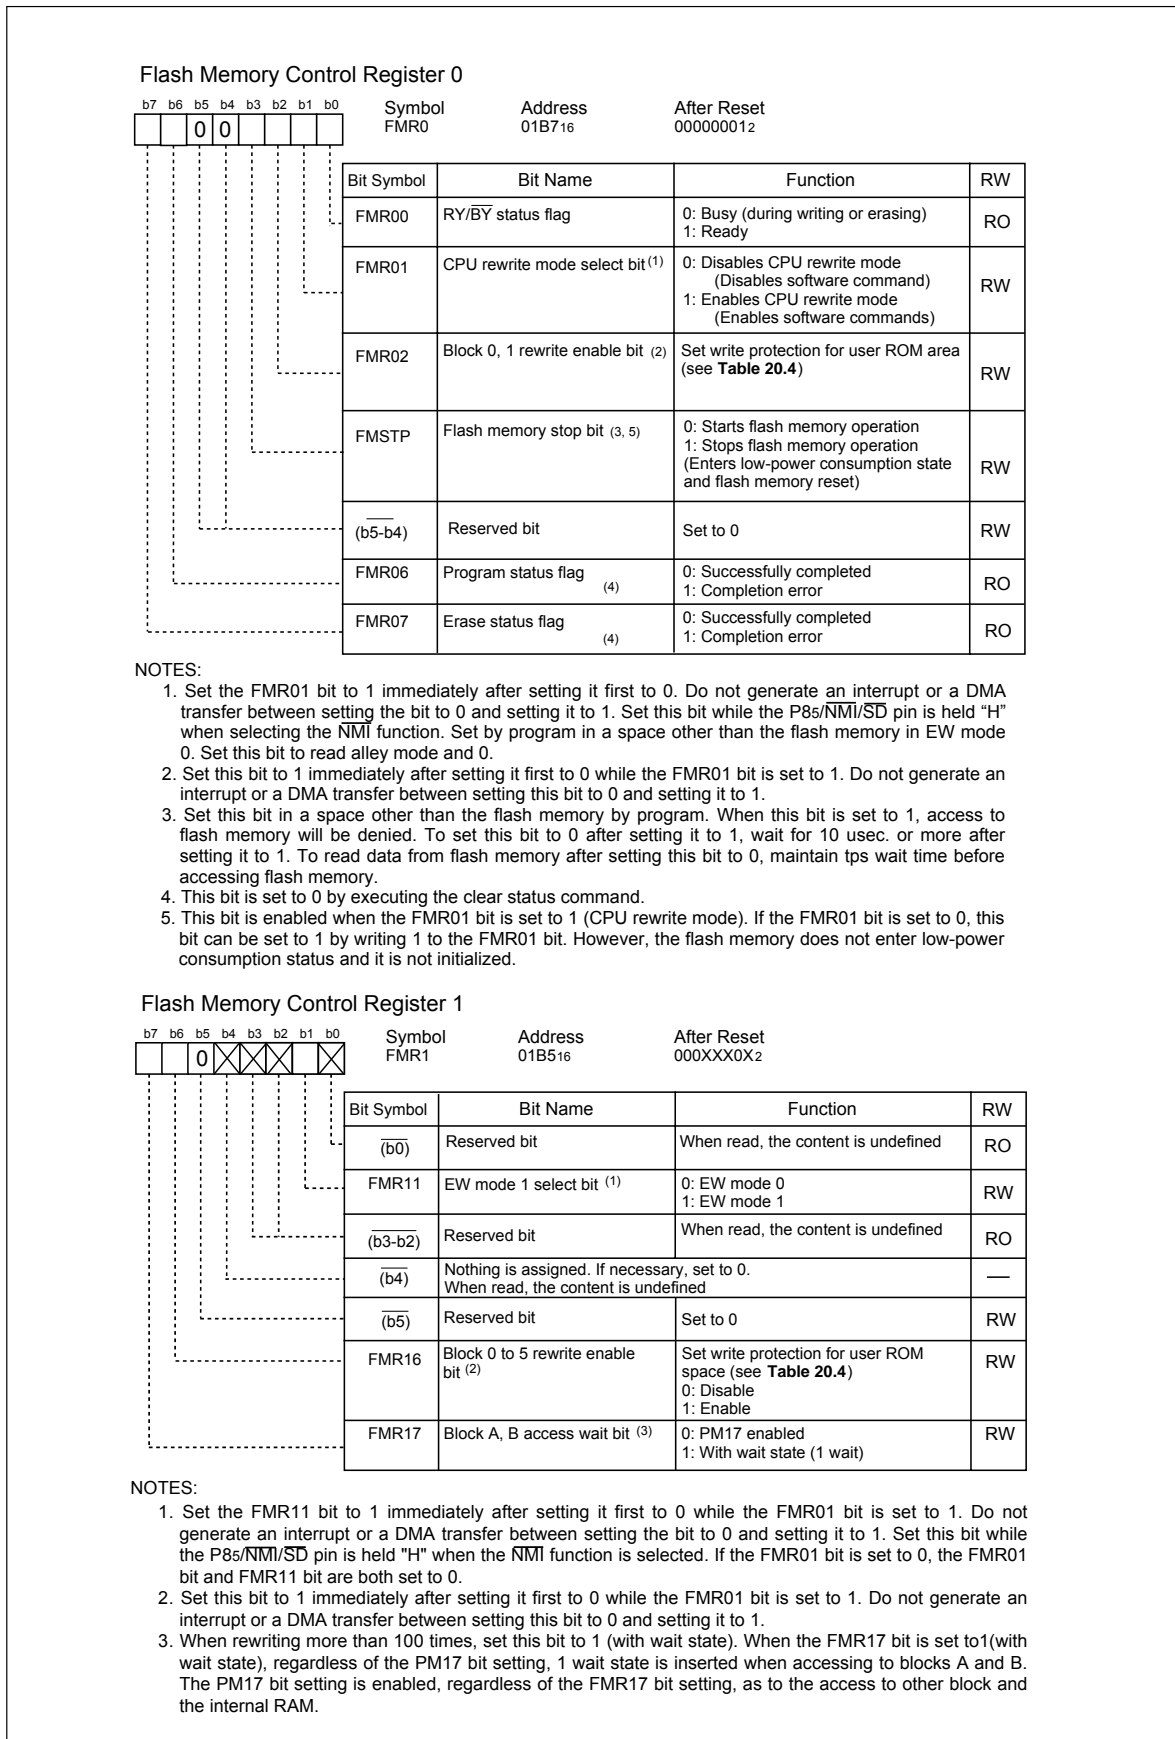 Flash Memory Control Register 0
b7 b6 b5 b4 b3 b2 b1 b0
0 0
Symbol Address After Reset
FMR0 01B716 000000012
Bit Symbol Bit Name Function RW
FMR00 RY/BY status flag 0: Busy (during writing or erasing) RO
1: Ready
FMR01 CPU rewrite mode select bit (1) 0: Disables CPU rewrite mode RW
(Disables software command)
1: Enables CPU rewrite mode
(Enables software commands)
FMR02 Block 0, 1 rewrite enable bit (2) Set write protection for user ROM area RW
(see Table 20.4)
FMSTP Flash memory stop bit (3, 5) 0: Starts flash memory operation RW
1: Stops flash memory operation
(Enters low-power consumption state
and flash memory reset)
(b5-b4) Reserved bit Set to 0 RW
FMR06 Program status flag (4) 0: Successfully completed RO
1: Completion error
FMR07 Erase status flag (4) 0: Successfully completed RO
1: Completion error
NOTES:
1. Set the FMR01 bit to 1 immediately after setting it first to 0. Do not generate an interrupt or a DMA
transfer between setting the bit to 0 and setting it to 1. Set this bit while the P85/NMI/SD pin is held “H”
when selecting the NMI function. Set by program in a space other than the flash memory in EW mode
0. Set this bit to read alley mode and 0.
2. Set this bit to 1 immediately after setting it first to 0 while the FMR01 bit is set to 1. Do not generate an
interrupt or a DMA transfer between setting this bit to 0 and setting it to 1.
3. Set this bit in a space other than the flash memory by program. When this bit is set to 1, access to
flash memory will be denied. To set this bit to 0 after setting it to 1, wait for 10 usec. or more after
setting it to 1. To read data from flash memory after setting this bit to 0, maintain tps wait time before
accessing flash memory.
4. This bit is set to 0 by executing the clear status command.
5. This bit is enabled when the FMR01 bit is set to 1 (CPU rewrite mode). If the FMR01 bit is set to 0, this
bit can be set to 1 by writing 1 to the FMR01 bit. However, the flash memory does not enter low-power
consumption status and it is not initialized.
Flash Memory Control Register 1
b7 b6 b5 b4 b3 b2 b1 b0
0
Symbol Address After Reset
FMR1 01B516 000XXX0X2
Bit Symbol Bit Name Function RW
(b0) Reserved bit When read, the content is undefined RO
FMR11 EW mode 1 select bit (1) 0: EW mode 0 RW
1: EW mode 1
(b3-b2) Reserved bit When read, the content is undefined RO
(b4) Nothing is assigned. If necessary, set to 0. —
When read, the content is undefined
(b5) Reserved bit Set to 0 RW
FMR16 Block 0 to 5 rewrite enable Set write protection for user ROM RW
bit (2) space (see Table 20.4)
0: Disable
1: Enable
FMR17 Block A, B access wait bit (3) 0: PM17 enabled RW
1: With wait state (1 wait)
NOTES:
1. Set the FMR11 bit to 1 immediately after setting it first to 0 while the FMR01 bit is set to 1. Do not
generate an interrupt or a DMA transfer between setting the bit to 0 and setting it to 1. Set this bit while
the P85/NMI/SD pin is held "H" when the NMI function is selected. If the FMR01 bit is set to 0, the FMR01
bit and FMR11 bit are both set to 0.
2. Set this bit to 1 immediately after setting it first to 0 while the FMR01 bit is set to 1. Do not generate an
interrupt or a DMA transfer between setting this bit to 0 and setting it to 1.
3. When rewriting more than 100 times, set this bit to 1 (with wait state). When the FMR17 bit is set to1(with
wait state), regardless of the PM17 bit setting, 1 wait state is inserted when accessing to blocks A and B.
The PM17 bit setting is enabled, regardless of the FMR17 bit setting, as to the access to other block and
the internal RAM.